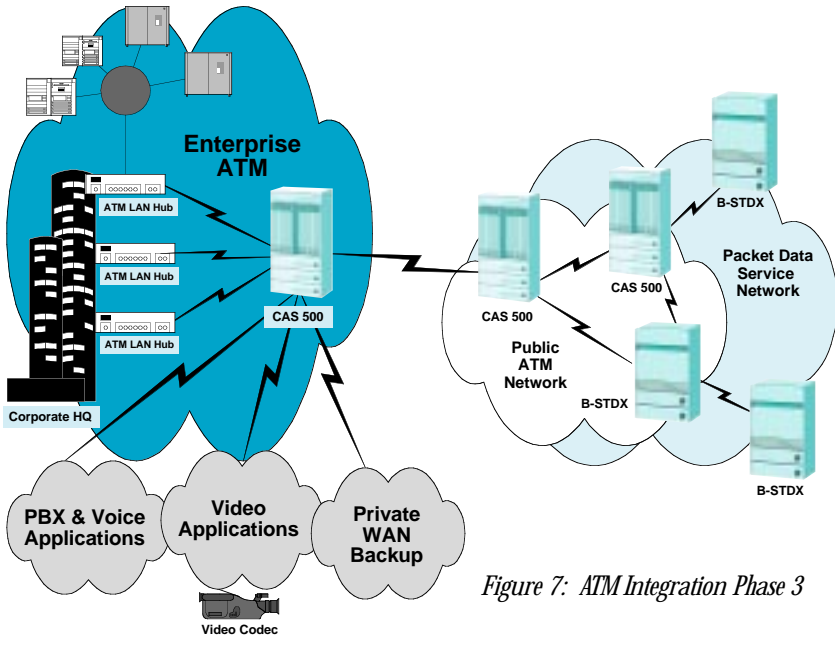 Enterprise
ATM
ATM LAN Hub
ATM LAN Hub
ATM LAN Hub
CAS 500
Corporate HQ
PBX & Voice
Applications
Video
Applications
Private
WAN
Backup
Video Codec
CAS 500
CAS 500
B-STDX
Packet Data
Service
Network
Public
ATM
Network
B-STDX
B-STDX
Figure 7: ATM Integration Phase 3